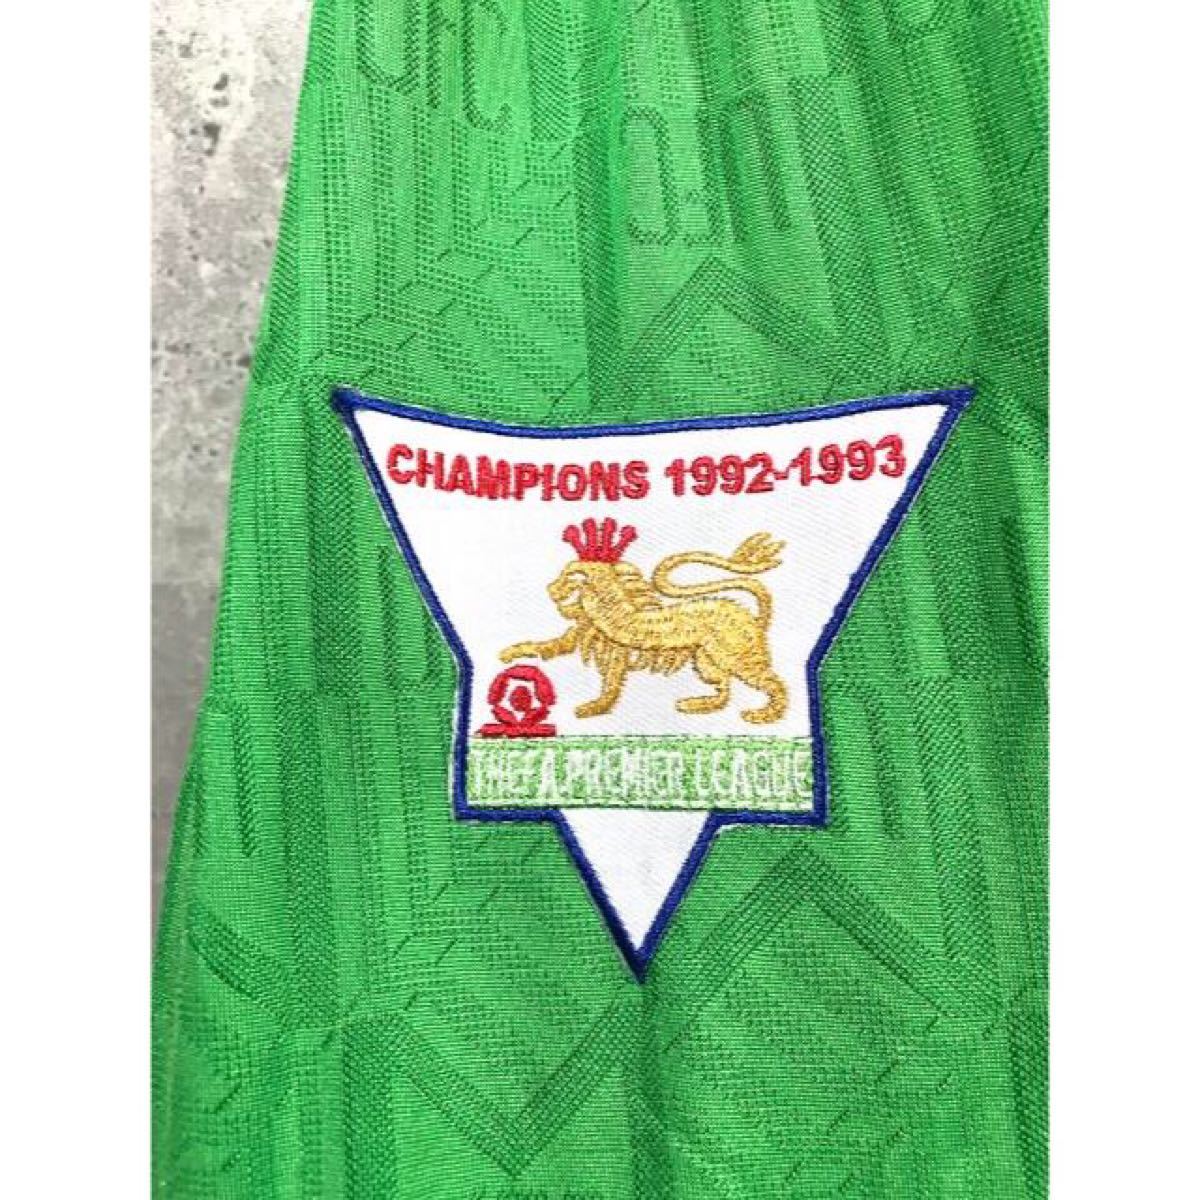 CHAMPIONS 1992-1993
THE F.A. PREMIER LEAGUE